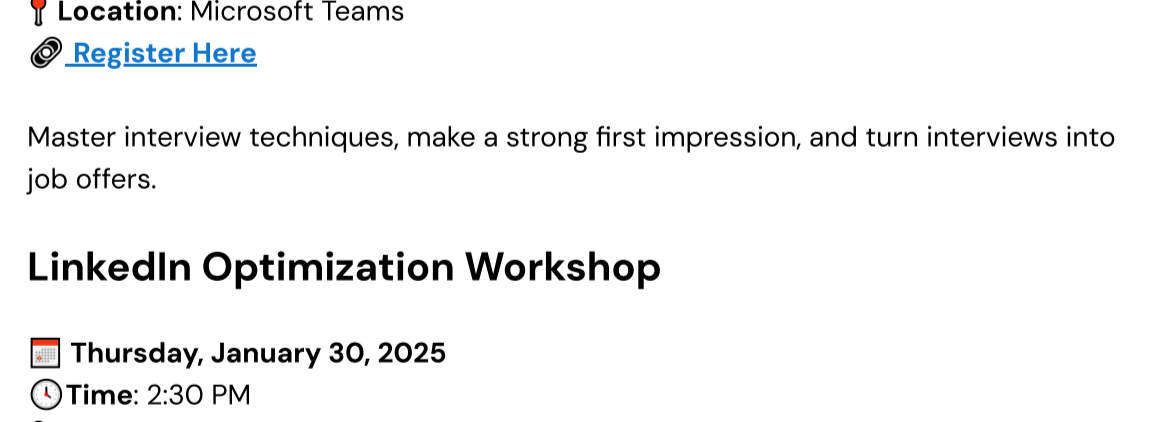 Location: Microsoft Teams
Register Here
Master interview techniques, make a strong first impression, and turn interviews into
job offers.
LinkedIn Optimization Workshop
Thursday, January 30, 2025
Time: 2:30 PM